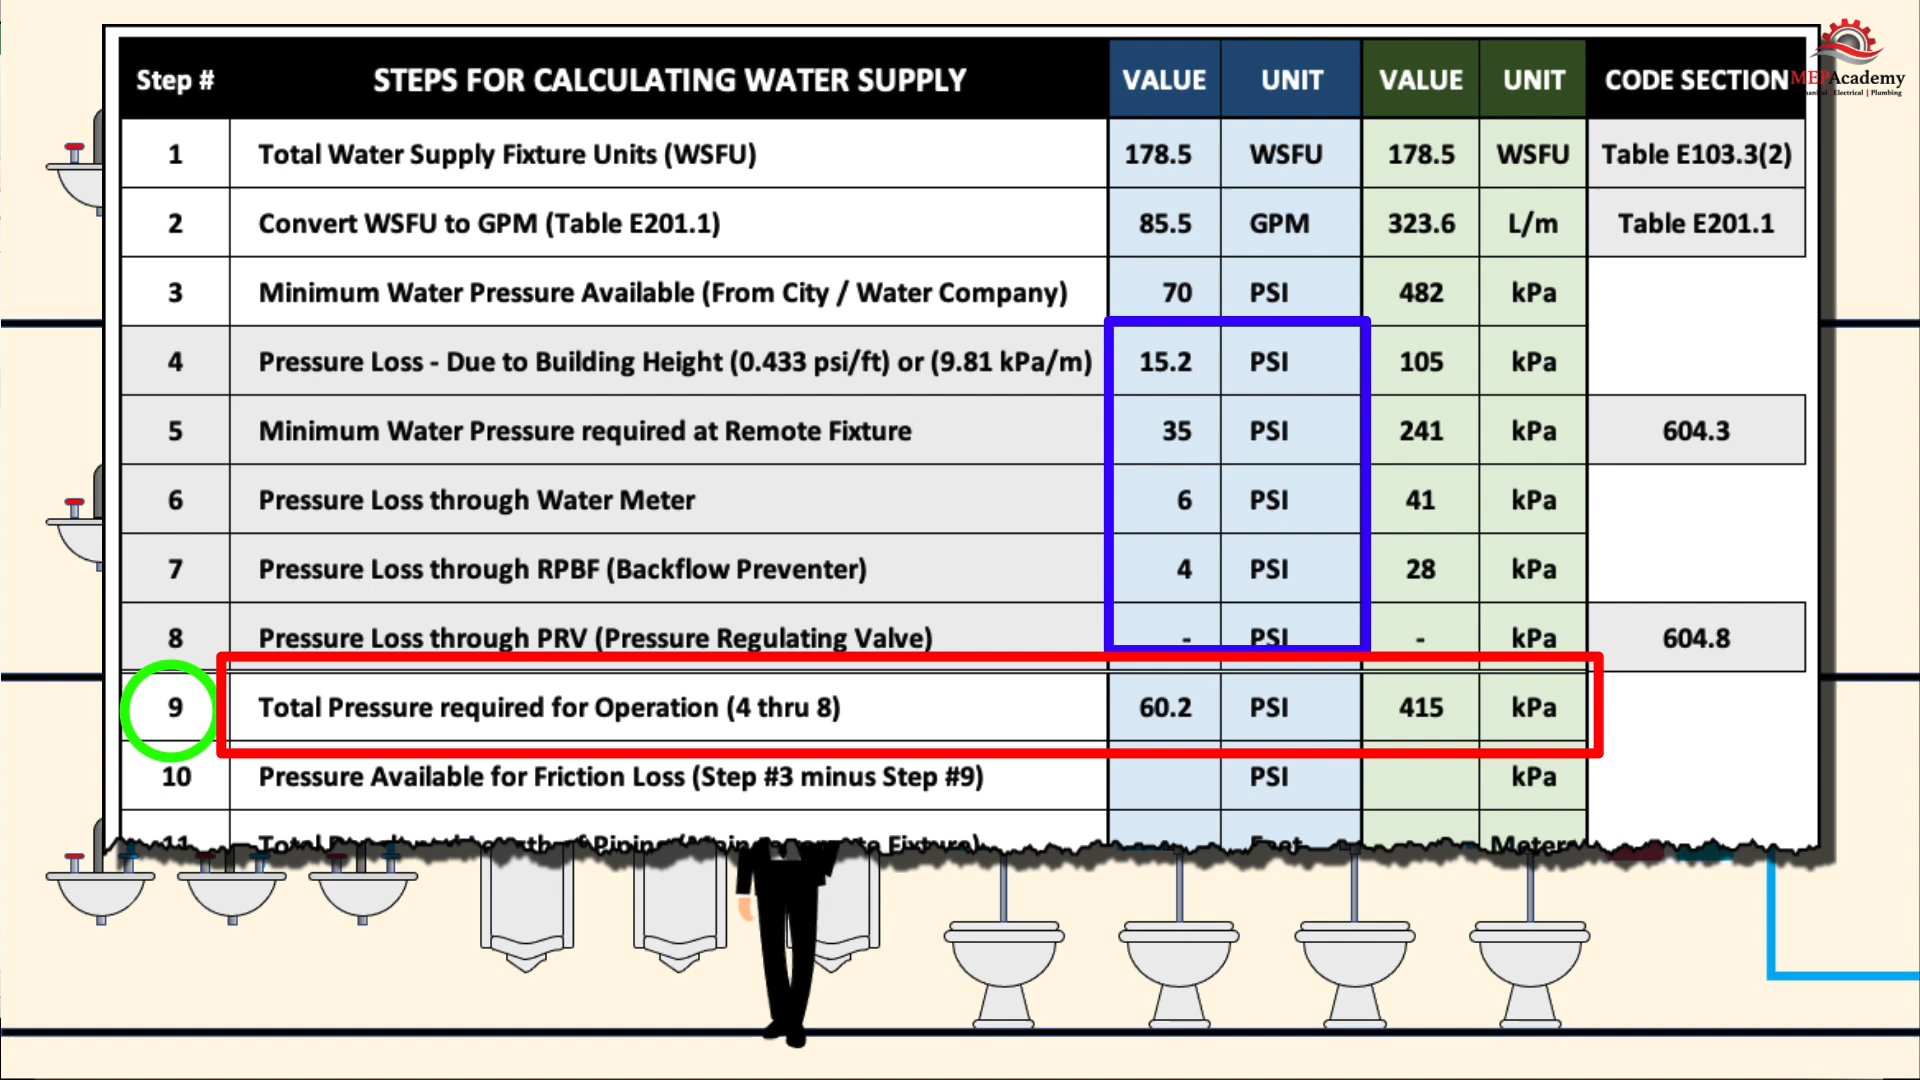 Step # STEPS FOR CALCULATING WATER SUPPLY VALUE UNIT VALUE UNIT CODE SECTION
MEPAcademy
Electrical | Plumbing
1 Total Water Supply Fixture Units (WSFU) 178.5 WSFU 178.5 WSFU Table E103.3(2)
2 Convert WSFU to GPM (Table E201.1) 85.5 GPM 323.6 L/m Table E201.1
3 Minimum Water Pressure Available (From City / Water Company) 70 PSI 482 kPa
4 Pressure Loss - Due to Building Height (0.433 psi/ft) or (9.81 kPa/m) 15.2 PSI 105 kPa
5 Minimum Water Pressure required at Remote Fixture 35 PSI 241 kPa 604.3
6 Pressure Loss through Water Meter 6 PSI 41 kPa
7 Pressure Loss through RPBF (Backflow Preventer) 4 PSI 28 kPa
8 Pressure Loss through PRV (Pressure Regulating Valve) - PSI - kPa 604.8
9 Total Pressure required for Operation (4 thru 8) 60.2 PSI 415 kPa
10 Pressure Available for Friction Loss (Step #3 minus Step #9) PSI kPa
11 Total Piping Fixture) Feet Meters